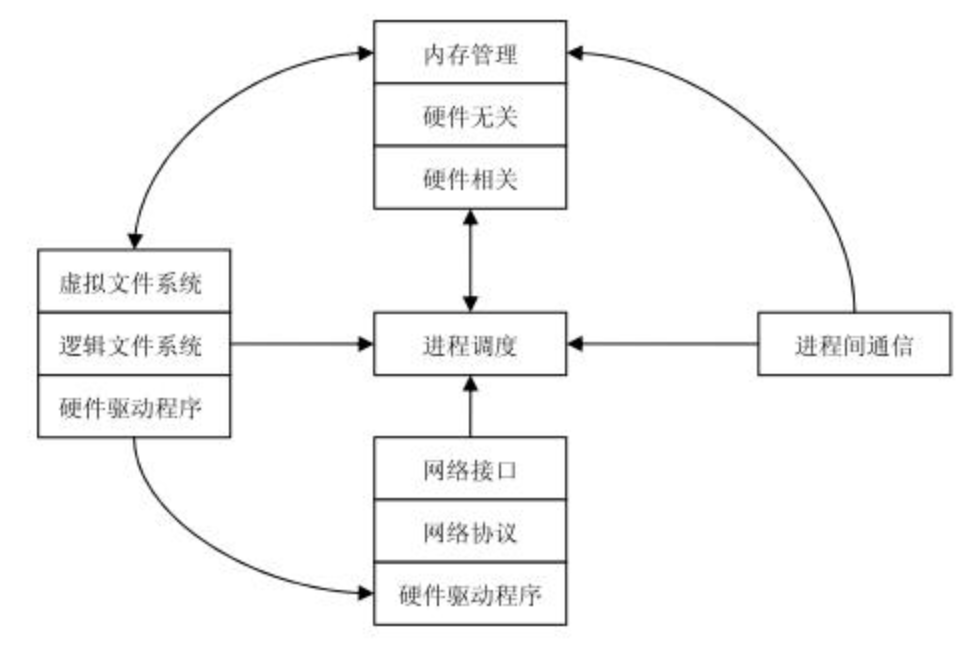 内存管理
硬件无关
硬件相关
虚拟文件系统
逻辑文件系统
硬件驱动程序
进程调度
进程间通信
网络接口
网络协议
硬件驱动程序